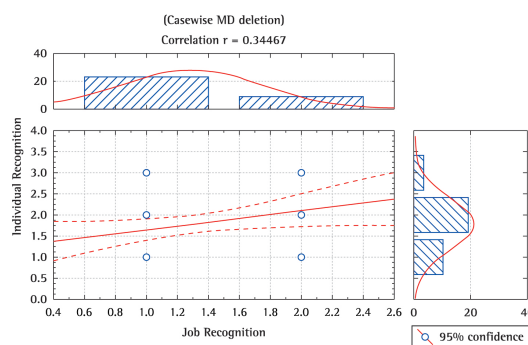 (Casewise MD deletion)
Correlation r = 0.34467
40
20
0
Individual Recognition
4.0
3.5
3.0
2.5
2.0
1.5
1.0
0.5
0.0
0.4 0.6 0.8 1.0 1.2 1.4 1.6 1.8 2.0 2.2 2.4 2.6
0 20 40
Job Recognition
95% confidence